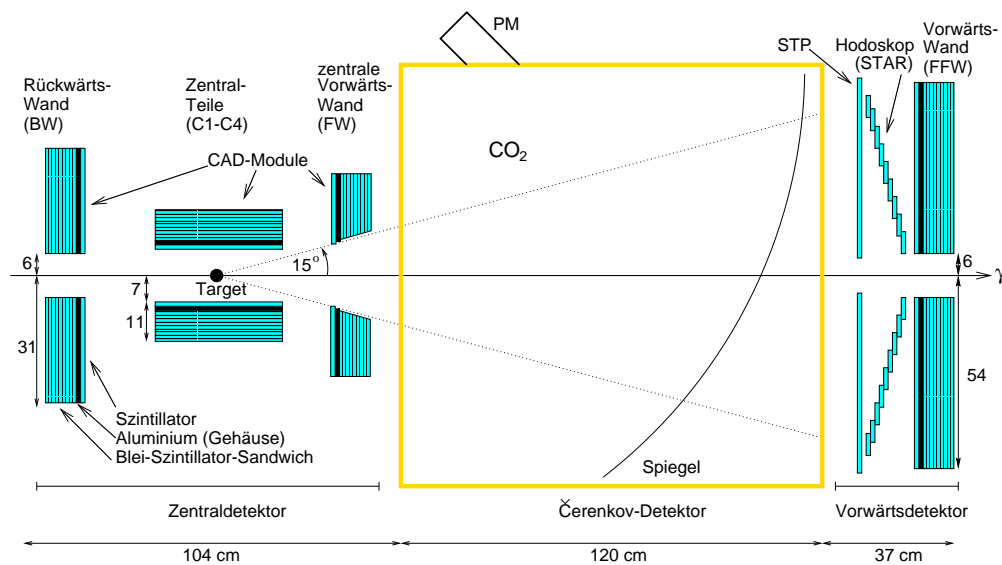 PM
Vorwärts-
Wand
(FFW)
STP
Hodoskop
(STAR)
zentrale
Vorwärts-
Wand
(FW)
Rückwärts-
Wand
(BW)
Zentral-
Teile
(C1-C4)
CAD-Module
CO2
6
15o
6
γ
7
Target
11
31
54
Szintillator
Aluminium (Gehäuse)
Blei-Szintillator-Sandwich
Spiegel
Zentraldetektor
Čerenkov-Detektor
Vorwärtsdetektor
104 cm
120 cm
37 cm